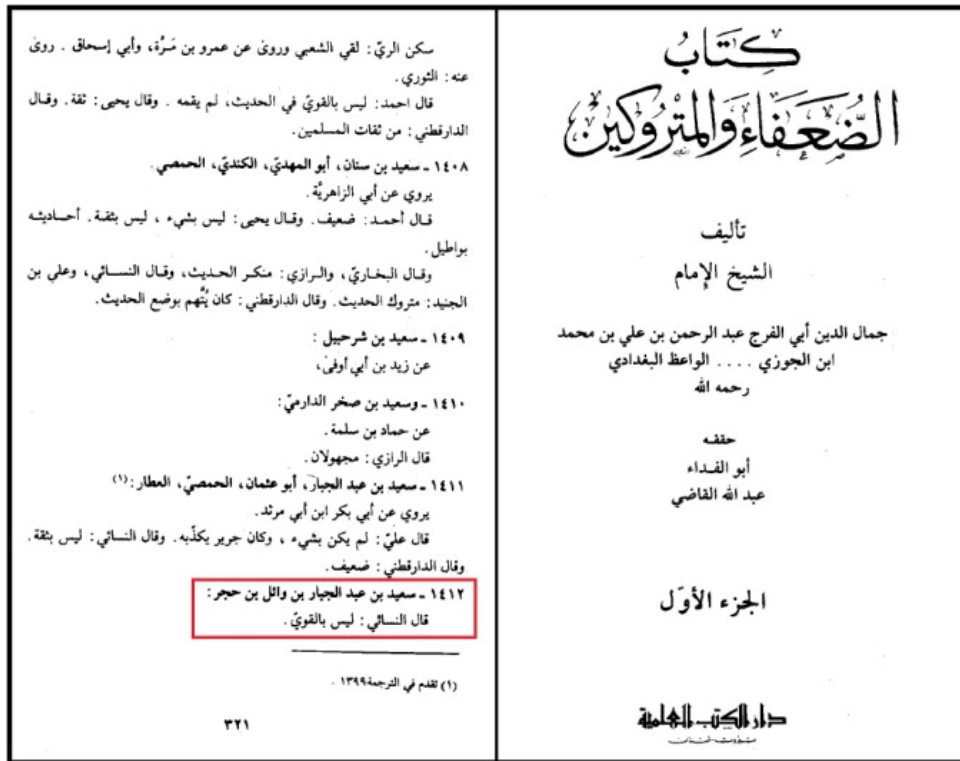 كتاب
الضعفاء والمتروكين
تأليف
الشيخ الإمام
جمال الدين أبي الفرج عبد الرحمن بن علي بن محمد
ابن الجوزي .... الواعظ البغدادي
رحمه الله
حققه
أبو الفداء
عبد الله القاضي
الجزء الأوّل
دار الكتب العلمية
بيروت - لبنان
سكن الريّ: لقي الشعبي وروى عن عمرو بن مَرَّة، وأبي إسحاق. روى
عنه: الثوري.
قال احمد: ليس بالقويّ في الحديث، لم يقمه. وقال يحيى: ثقة. وقال
الدارقطني: من ثقات المسلمين.
١٤٠٨ ـ سعيد بن سنان، أبو المهديّ، الكنديّ، الحمصي.
يروي عن أبي الزاهريَّة.
قال أحمد: ضعيف. وقال يحيى: ليس بشيء، ليس بثقة. أحاديثه
بواطيل.
وقال البخاريّ، والرازي: منكر الحديث، وقال النسائي، وعلي بن
الجنيد: متروك الحديث. وقال الدارقطني: كان يُتَّهم بوضع الحديث.
١٤٠٩ ـ سعيد بن شرحبيل:
عن زيد بن أبي أوفى،
١٤١٠ ـ وسعيد بن صخر الدارميّ:
عن حماد بن سلمة.
قال الرازي: مجهولان.
١٤١١ ـ سعيد بن عبد الجبار، أبو عثمان، الحمصيّ، العطار: (١)
يروي عن أبي بكر ابن أبي مرثد.
قال عليّ: لم يكن بشيء، وكان جرير يكذّبه. وقال النسائي: ليس بثقة.
وقال الدارقطني: ضعيف.
١٤١٢ ـ سعيد بن عبد الجبار بن وائل بن حجر:
قال النسائي: ليس بالقويّ.
(١) تقدم في الترجمة ١٣٩٩.
٣٢١